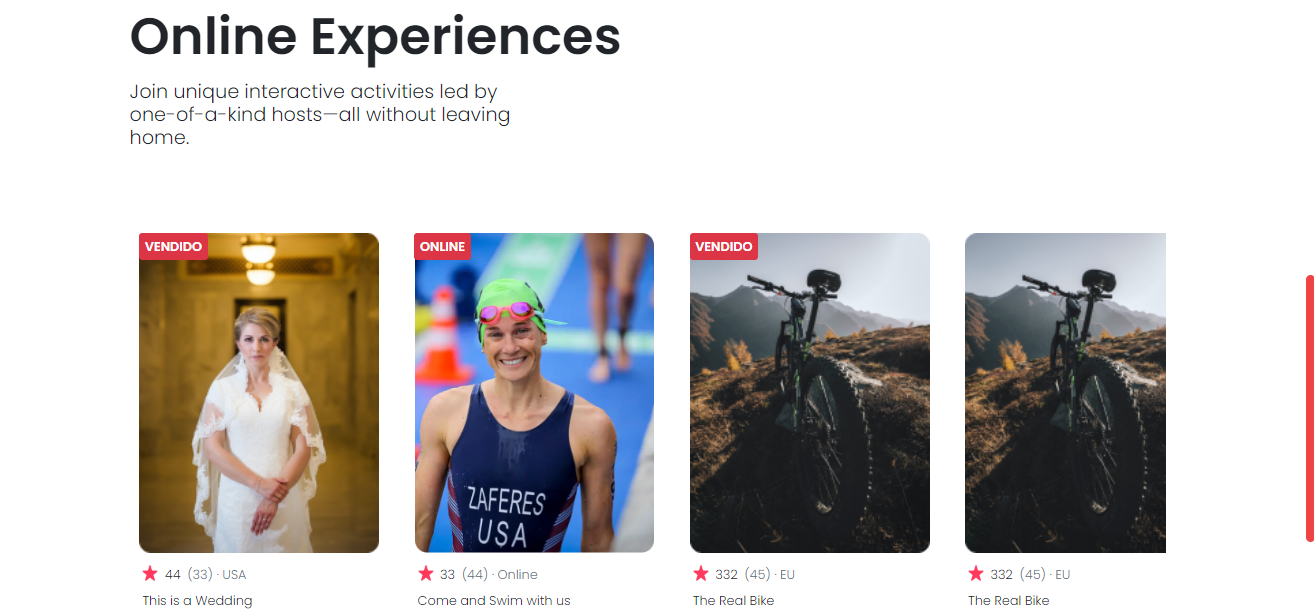 Online Experiences
Join unique interactive activities led by
one-of-a-kind hosts—all without leaving
home.
VENDIDO
ONLINE
VENDIDO
ZAFERES
USA
44 (33) · USA
33 (44) · Online
332 (45) · EU
332 (45) · EU
This is a Wedding
Come and Swim with us
The Real Bike
The Real Bike